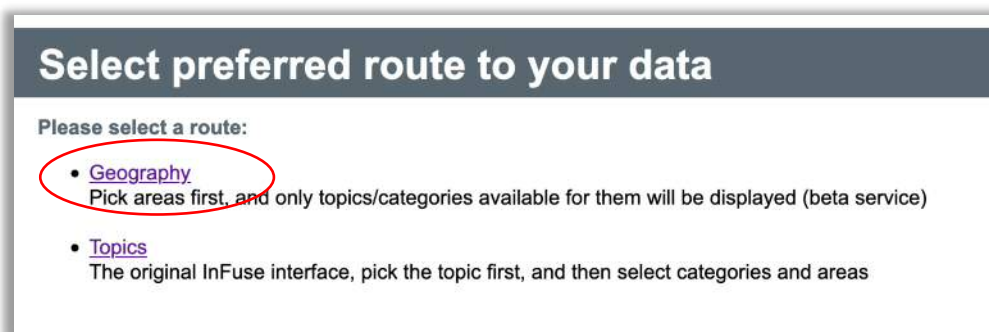 Select preferred route to your data
Please select a route:
• Geography
Pick areas first, and only topics/categories available for them will be displayed (beta service)
• Topics
The original InFuse interface, pick the topic first, and then select categories and areas